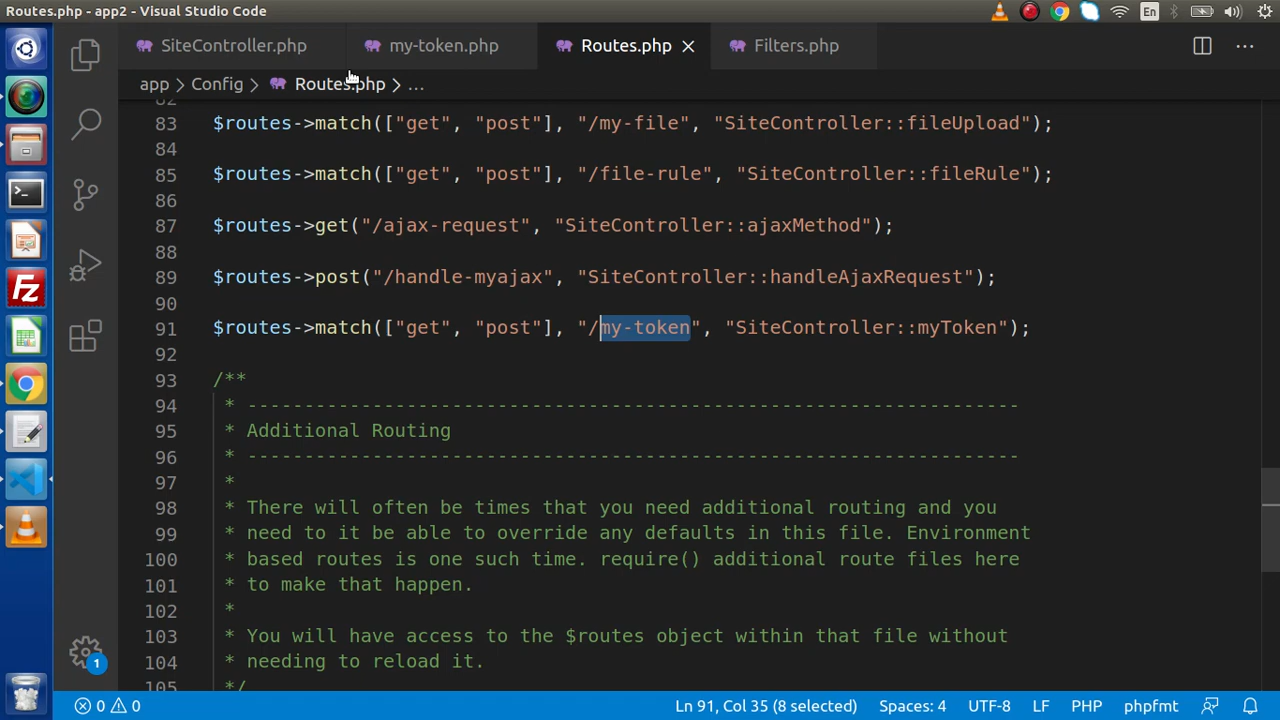 Routes.php - app2 - Visual Studio Code
En
SiteController.php
my-token.php
Routes.php
Filters.php
app
Config
Routes.php
...
82
83 $routes->match(["get", "post"], "/my-file", "SiteController::fileUpload");
84
85 $routes->match(["get", "post"], "/file-rule", "SiteController::fileRule");
86
87 $routes->get("/ajax-request", "SiteController::ajaxMethod");
88
89 $routes->post("/handle-myajax", "SiteController::handleAjaxRequest");
90
91 $routes->match(["get", "post"], "/my-token", "SiteController::myToken");
92
93 /**
94 * --------------------------------------------------------------------
95 * Additional Routing
96 * --------------------------------------------------------------------
97 *
98 * There will often be times that you need additional routing and you
99 * need to it be able to override any defaults in this file. Environment
100 * based routes is one such time. require() additional route files here
101 * to make that happen.
102 *
103 * You will have access to the $routes object within that file without
104 * needing to reload it.
105 */
Fz
1
0
0
Ln 91, Col 35 (8 selected)
Spaces: 4
UTF-8
LF
PHP
phpfmt